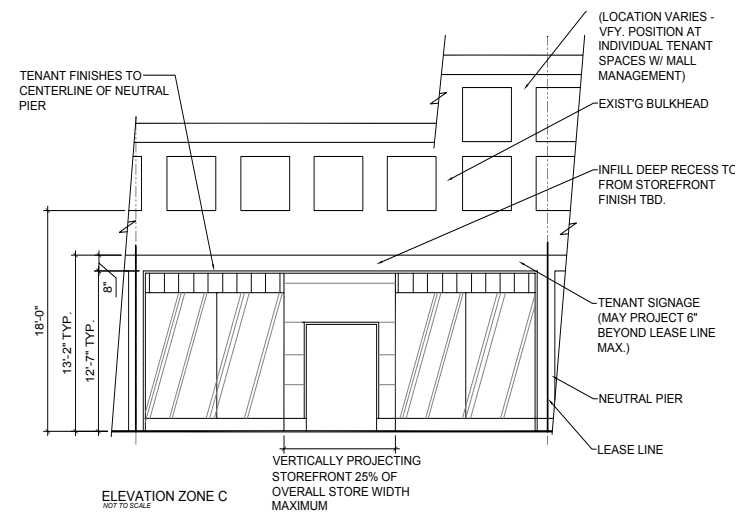 (LOCATION VARIES -
VFY. POSITION AT
INDIVIDUAL TENANT
SPACES W/ MALL
MANAGEMENT)
TENANT FINISHES TO
CENTERLINE OF NEUTRAL
PIER
EXIST'G BULKHEAD
INFILL DEEP RECESS TO
FROM STOREFRONT
FINISH TBD.
18'-0"
13'-2" TYP.
12'-7" TYP.
8"
TENANT SIGNAGE
(MAY PROJECT 6"
BEYOND LEASE LINE
MAX.)
NEUTRAL PIER
LEASE LINE
VERTICALLY PROJECTING
STOREFRONT 25% OF
OVERALL STORE WIDTH
MAXIMUM
ELEVATION ZONE C
NOT TO SCALE